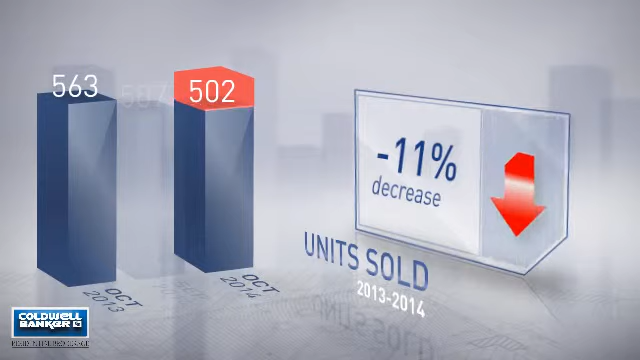 563
502
-11%
decrease
UNITS SOLD
2013-2014
OCT
2013
OCT
2014
COLDWELL
BANKER